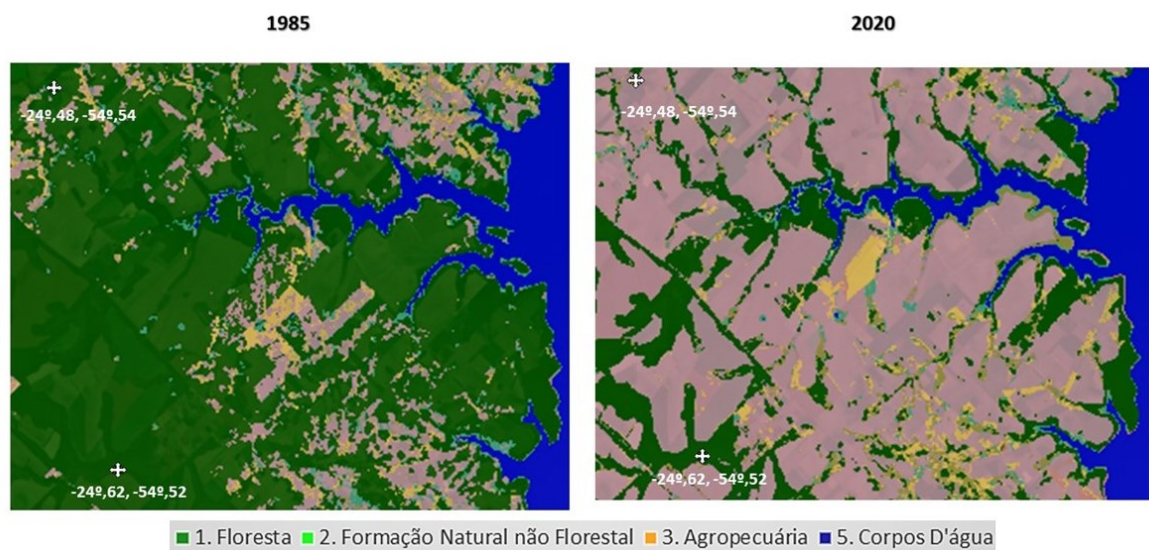 1985
2020
-24º,48, -54º,54
-24º,48, -54º,54
-24º,62, -54º,52
-24º,62, -54º,52
1. Floresta 2. Formação Natural não Florestal 3. Agropecuária 5. Corpos D'água